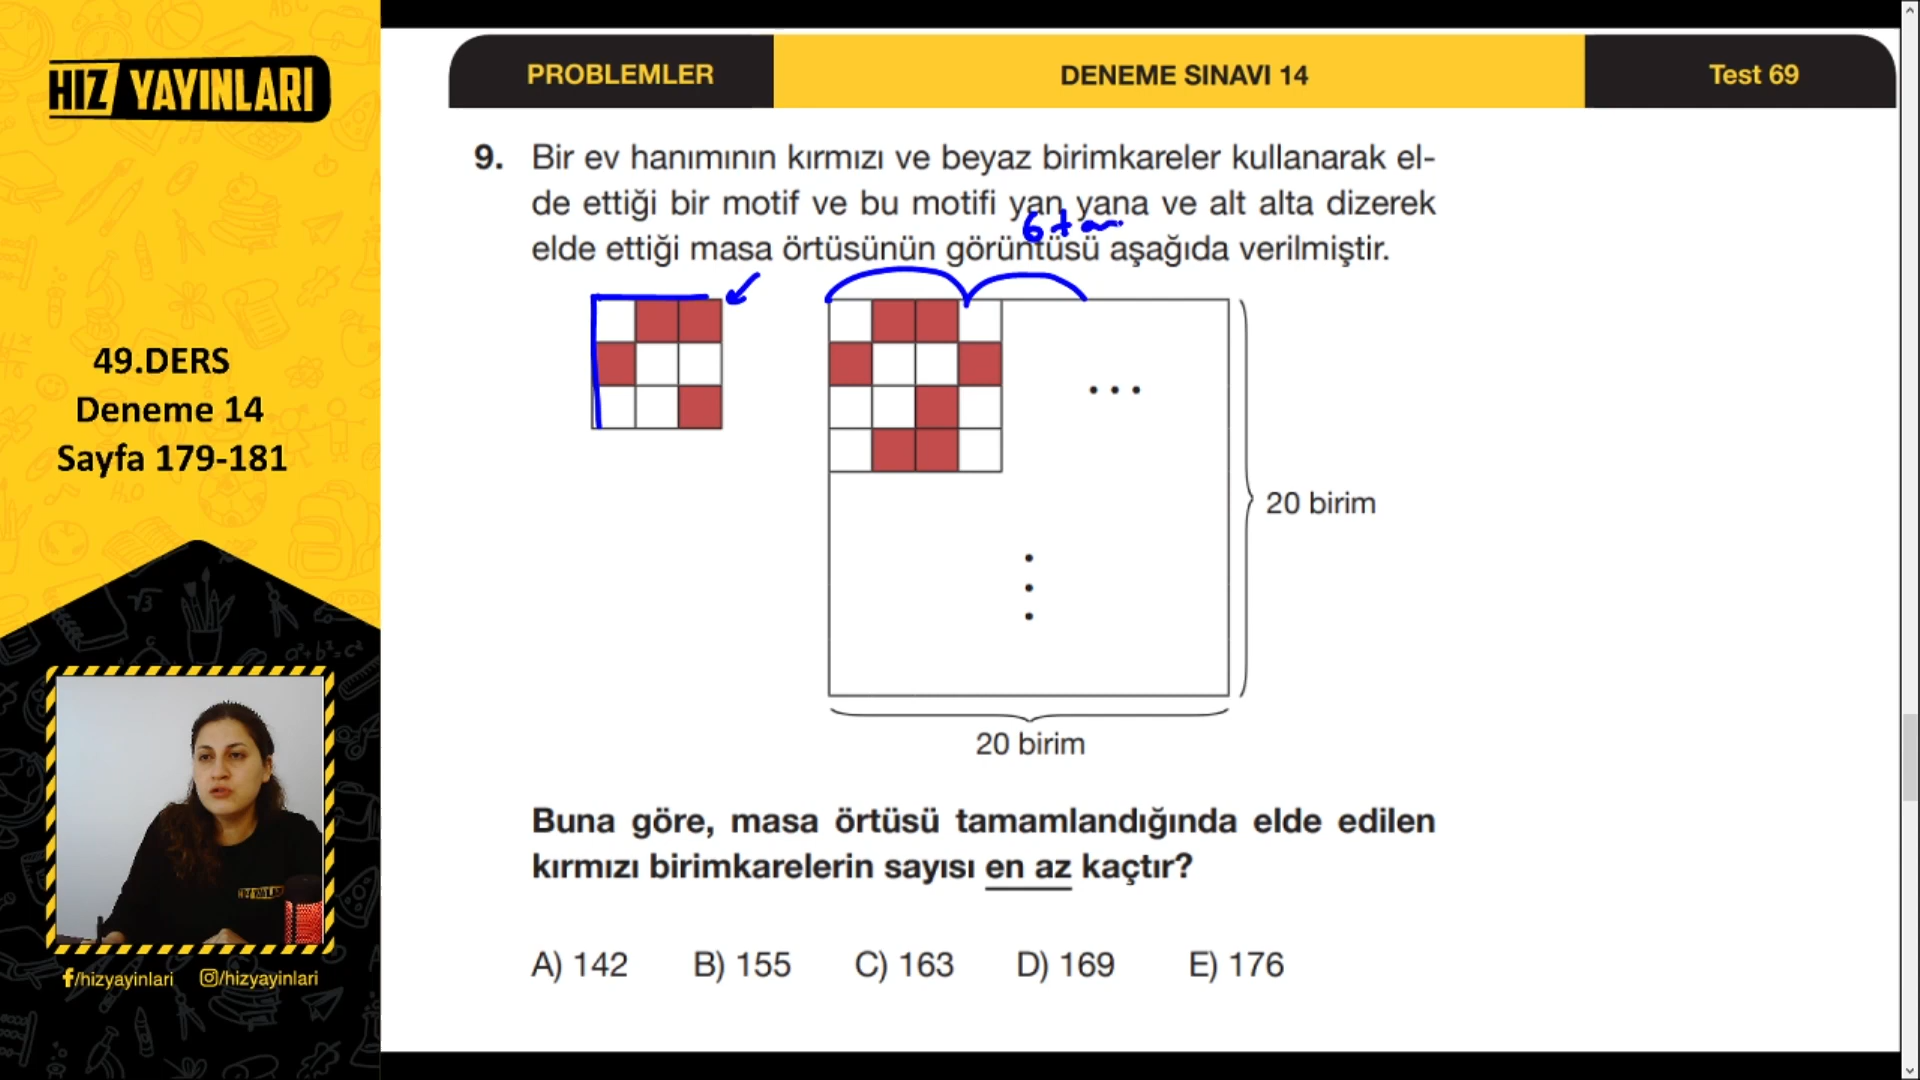 HIZ YAYINLARI
49.DERS
Deneme 14
Sayfa 179-181
/hizyayinlari /hizyayinlari
PROBLEMLER DENEME SINAVI 14 Test 69
9. Bir ev hanımının kırmızı ve beyaz birimkareler kullanarak el-
de ettiği bir motif ve bu motifi yan yana ve alt alta dizerek
6 tane
elde ettiği masa örtüsünün görüntüsü aşağıda verilmiştir.
...
20 birim
20 birim
Buna göre, masa örtüsü tamamlandığında elde edilen
kırmızı birimkarelerin sayısı en az kaçtır?
A) 142 B) 155 C) 163 D) 169 E) 176